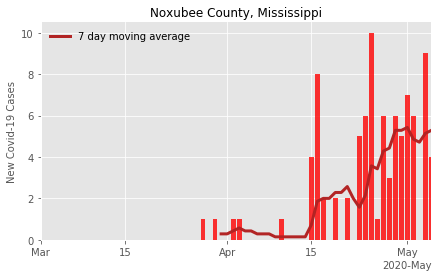 Noxubee County, Mississippi
7 day moving average
New Covid-19 Cases
10
8
6
4
2
0
Mar
15
Apr
15
May
2020-May